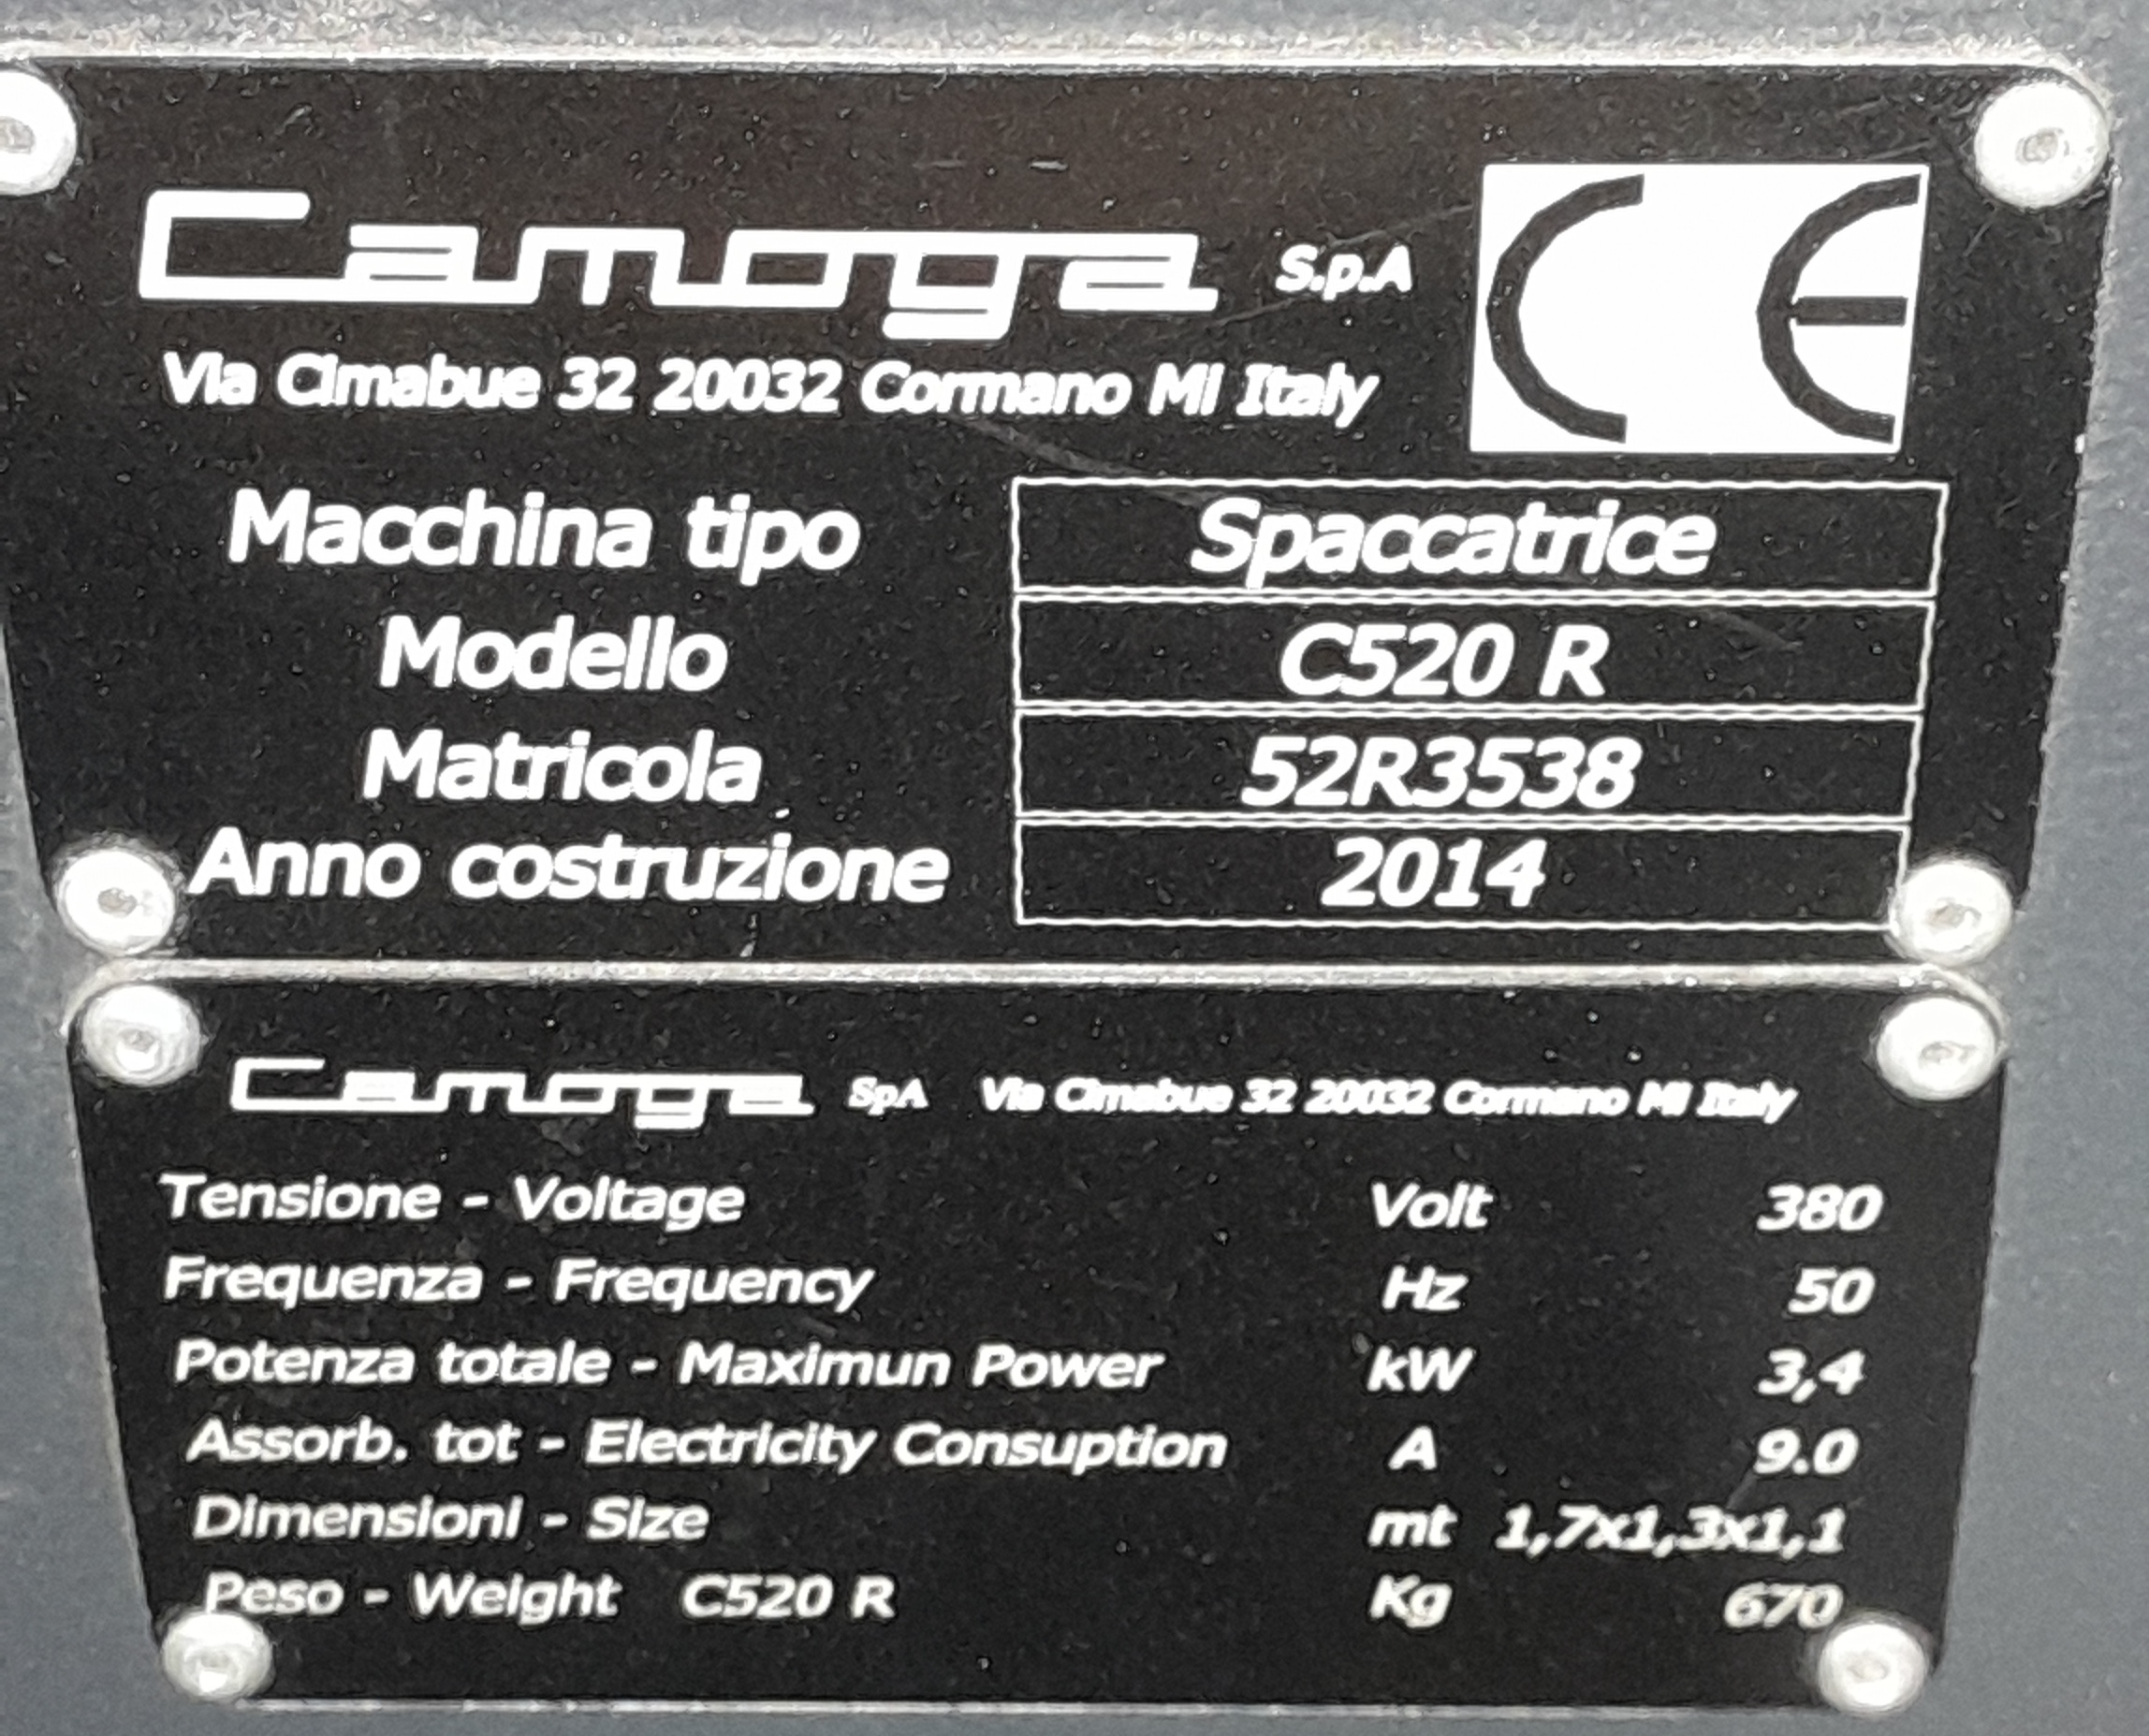 Camoga S.p.A
Via Cimabue 32 20032 Cormano MI Italy
CE
Macchina tipo Spaccatrice
Modello C520 R
Matricola 52R3538
Anno costruzione 2014
Camoga SpA Via Cimabue 32 20032 Cormano MI Italy
Tensione - Voltage Volt 380
Frequenza - Frequency Hz 50
Potenza totale - Maximun Power kW 3,4
Assorb. tot - Electricity Consuption A 9.0
Dimensioni - Size mt 1,7x1,3x1,1
Peso - Weight C520 R Kg 670